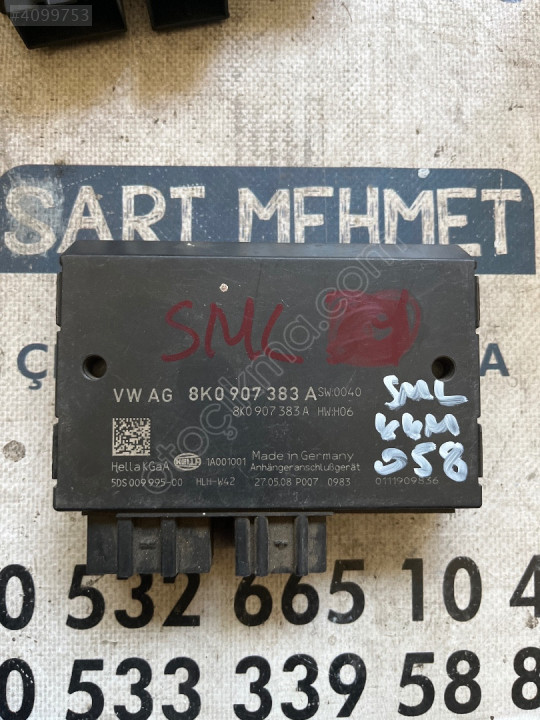 #4099753
SART MEHMET
SML
Ç
A
VW AG 8K0 907 383 A SW:0040
8K0 907 383 A HW:H06
SML
KKM
558
HELLA 1A001001 Made in Germany
Hella KGaA Anhängeranschlußgerät
5DS 009 995-00 HLH-W42 27.05.08 P007 0983 0111909836
otoçıkma.com
0 532 665 10 4
0 533 339 58 8